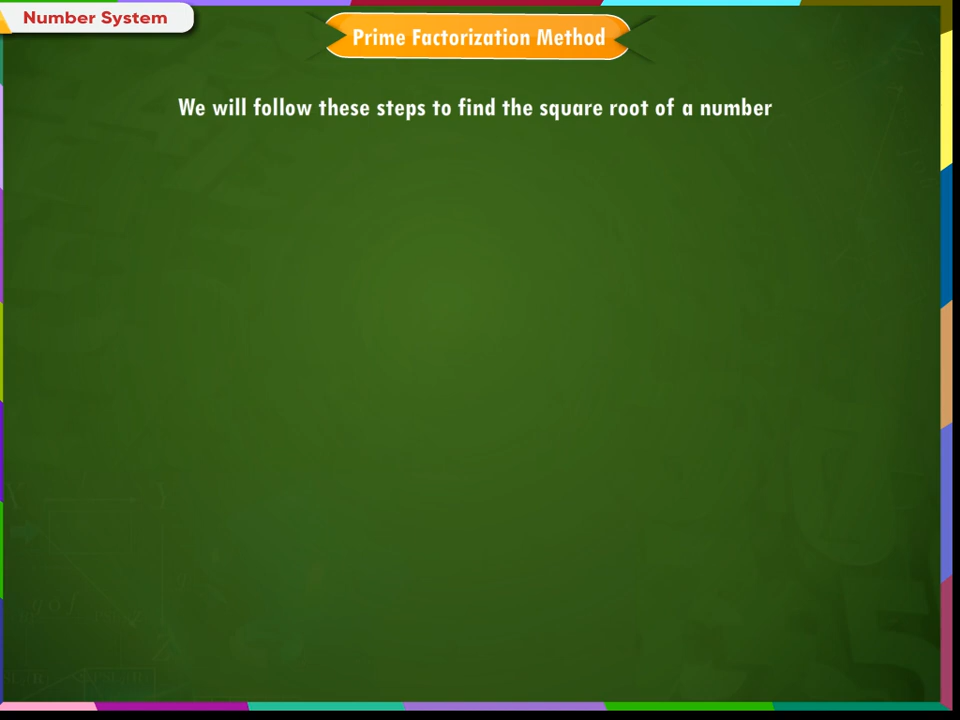 Number System
Prime Factorization Method
We will follow these steps to find the square root of a number